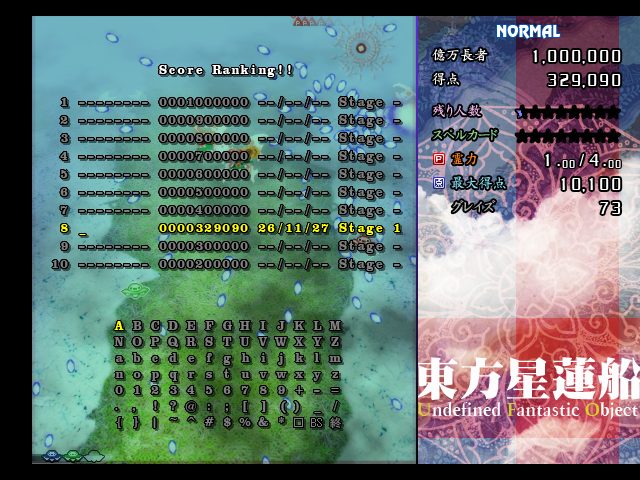 Score Ranking!!
1 -------- 0001000000 --/--/-- Stage -
2 -------- 0000900000 --/--/-- Stage -
3 -------- 0000800000 --/--/-- Stage -
4 -------- 0000700000 --/--/-- Stage -
5 -------- 0000600000 --/--/-- Stage -
6 -------- 0000500000 --/--/-- Stage -
7 -------- 0000400000 --/--/-- Stage -
8 _ 0000329090 26/11/27 Stage 1
9 -------- 0000300000 --/--/-- Stage -
10 -------- 0000200000 --/--/-- Stage -
A B C D E F G H I J K L M
N O P Q R S T U V W X Y Z
a b c d e f g h i j k l m
n o p q r s t u v w x y z
0 1 2 3 4 5 6 7 8 9 + - =
. , ! ? @ : ; [ ] ( ) _ /
{ } | ~ ^ # $ % & * □ BS 終
NORMAL
億万長者 1,000,000
得点 329,090
残り人数 ★★★★★★★★
スペルカード ★★★★★★★★
P 霊力 1.00/4.00
点 最大得点 10,100
グレイズ 73
東方星蓮船
Undefined Fantastic Object